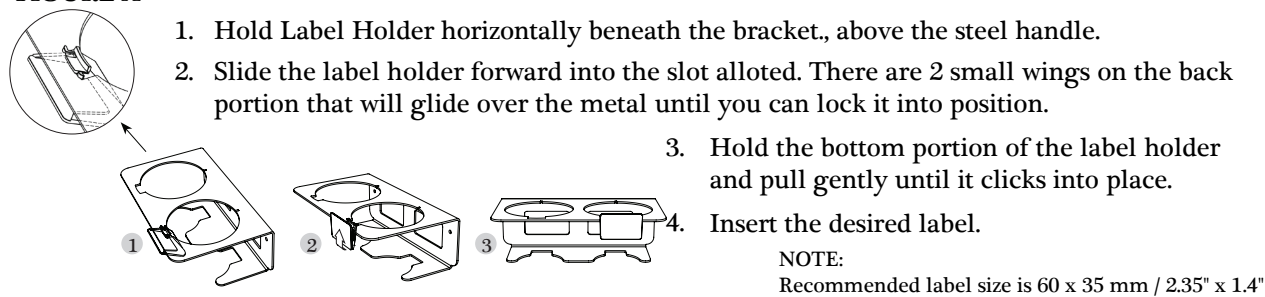 1. Hold Label Holder horizontally beneath the bracket., above the steel handle.
2. Slide the label holder forward into the slot alloted. There are 2 small wings on the back
portion that will glide over the metal until you can lock it into position.
3. Hold the bottom portion of the label holder
and pull gently until it clicks into place.
4. Insert the desired label.
NOTE:
Recommended label size is 60 x 35 mm / 2.35" x 1.4"
1
2
3